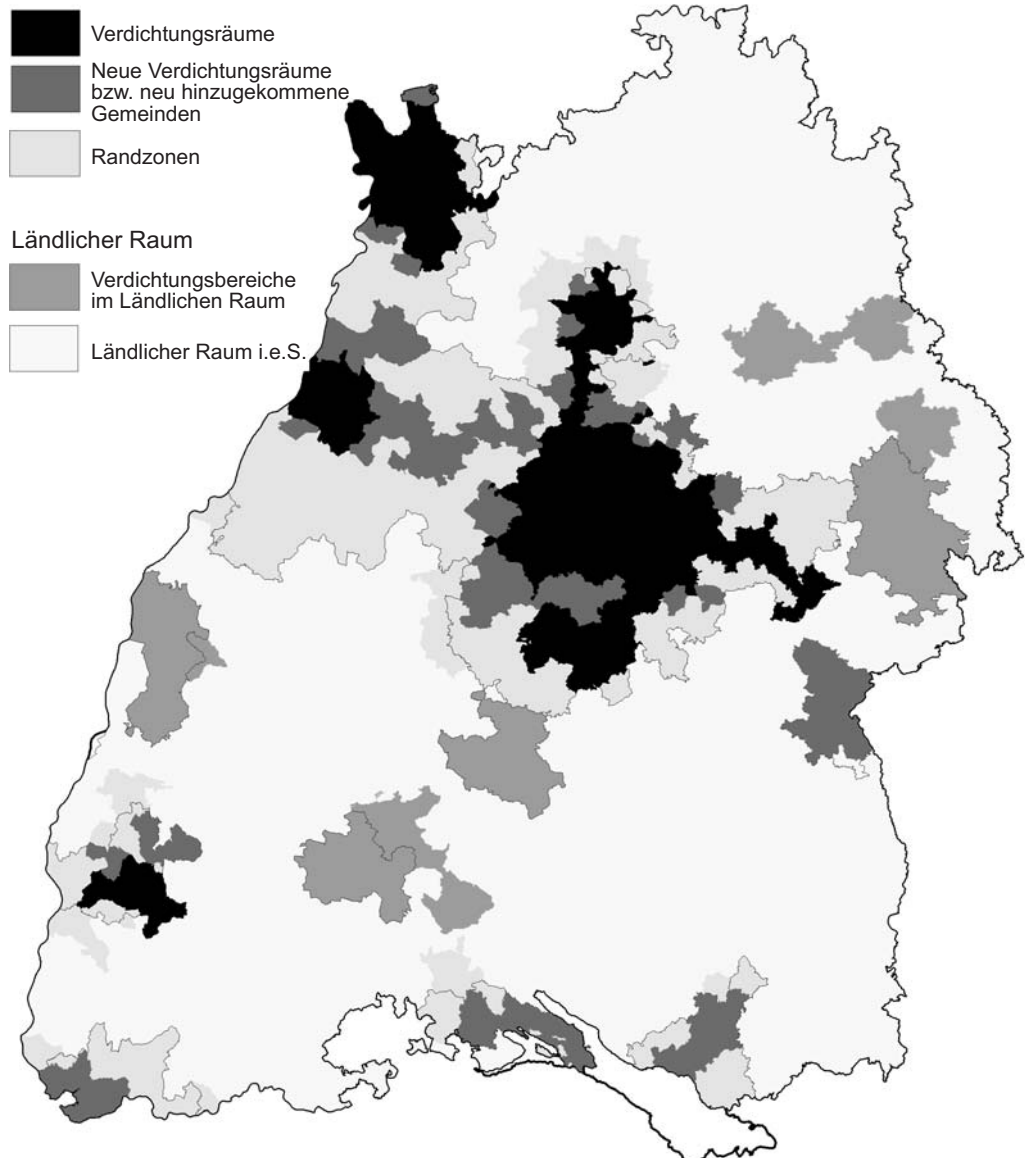 Verdichtungsräume
Neue Verdichtungsräume
bzw. neu hinzugekommene
Gemeinden
Randzonen
Ländlicher Raum
Verdichtungsbereiche
im Ländlichen Raum
Ländlicher Raum i.e.S.